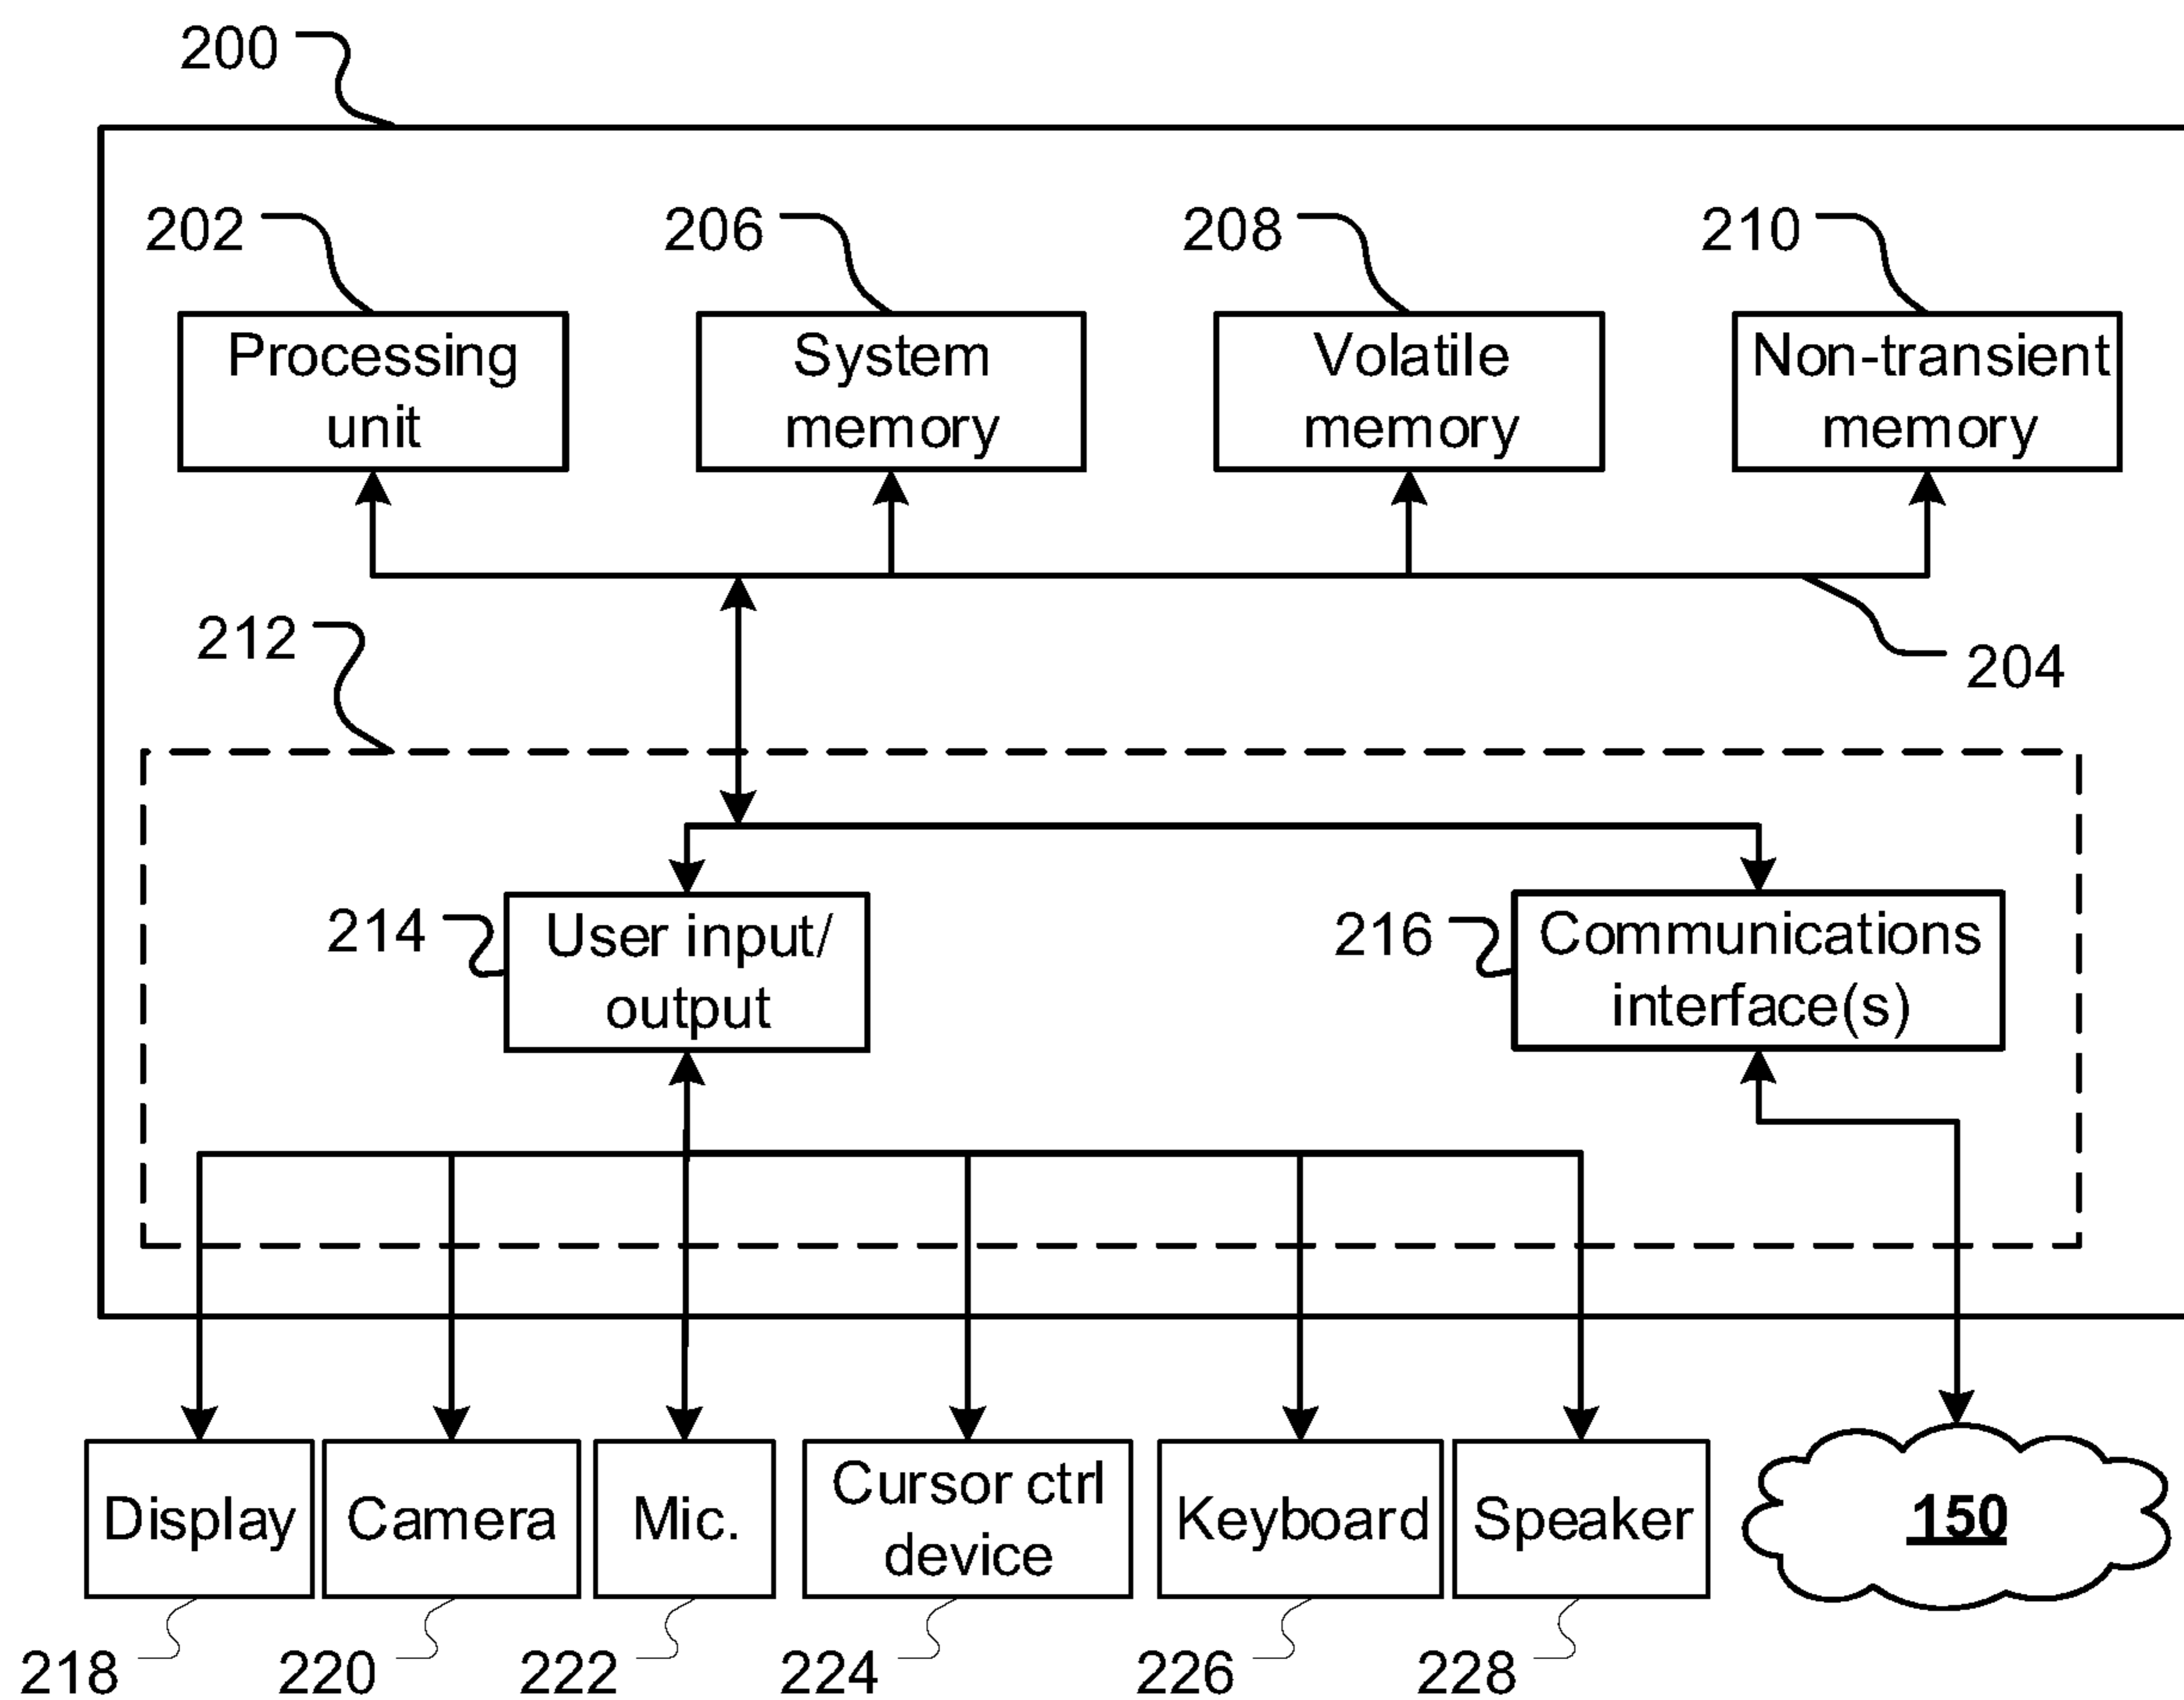 200
202
206
208
210
Processing
unit
System
memory
Volatile
memory
Non-transient
memory
212
204
214
User input/
output
216
Communications
interface(s)
Display
Camera
Mic.
Cursor ctrl
device
Keyboard
Speaker
150
218
220
222
224
226
228